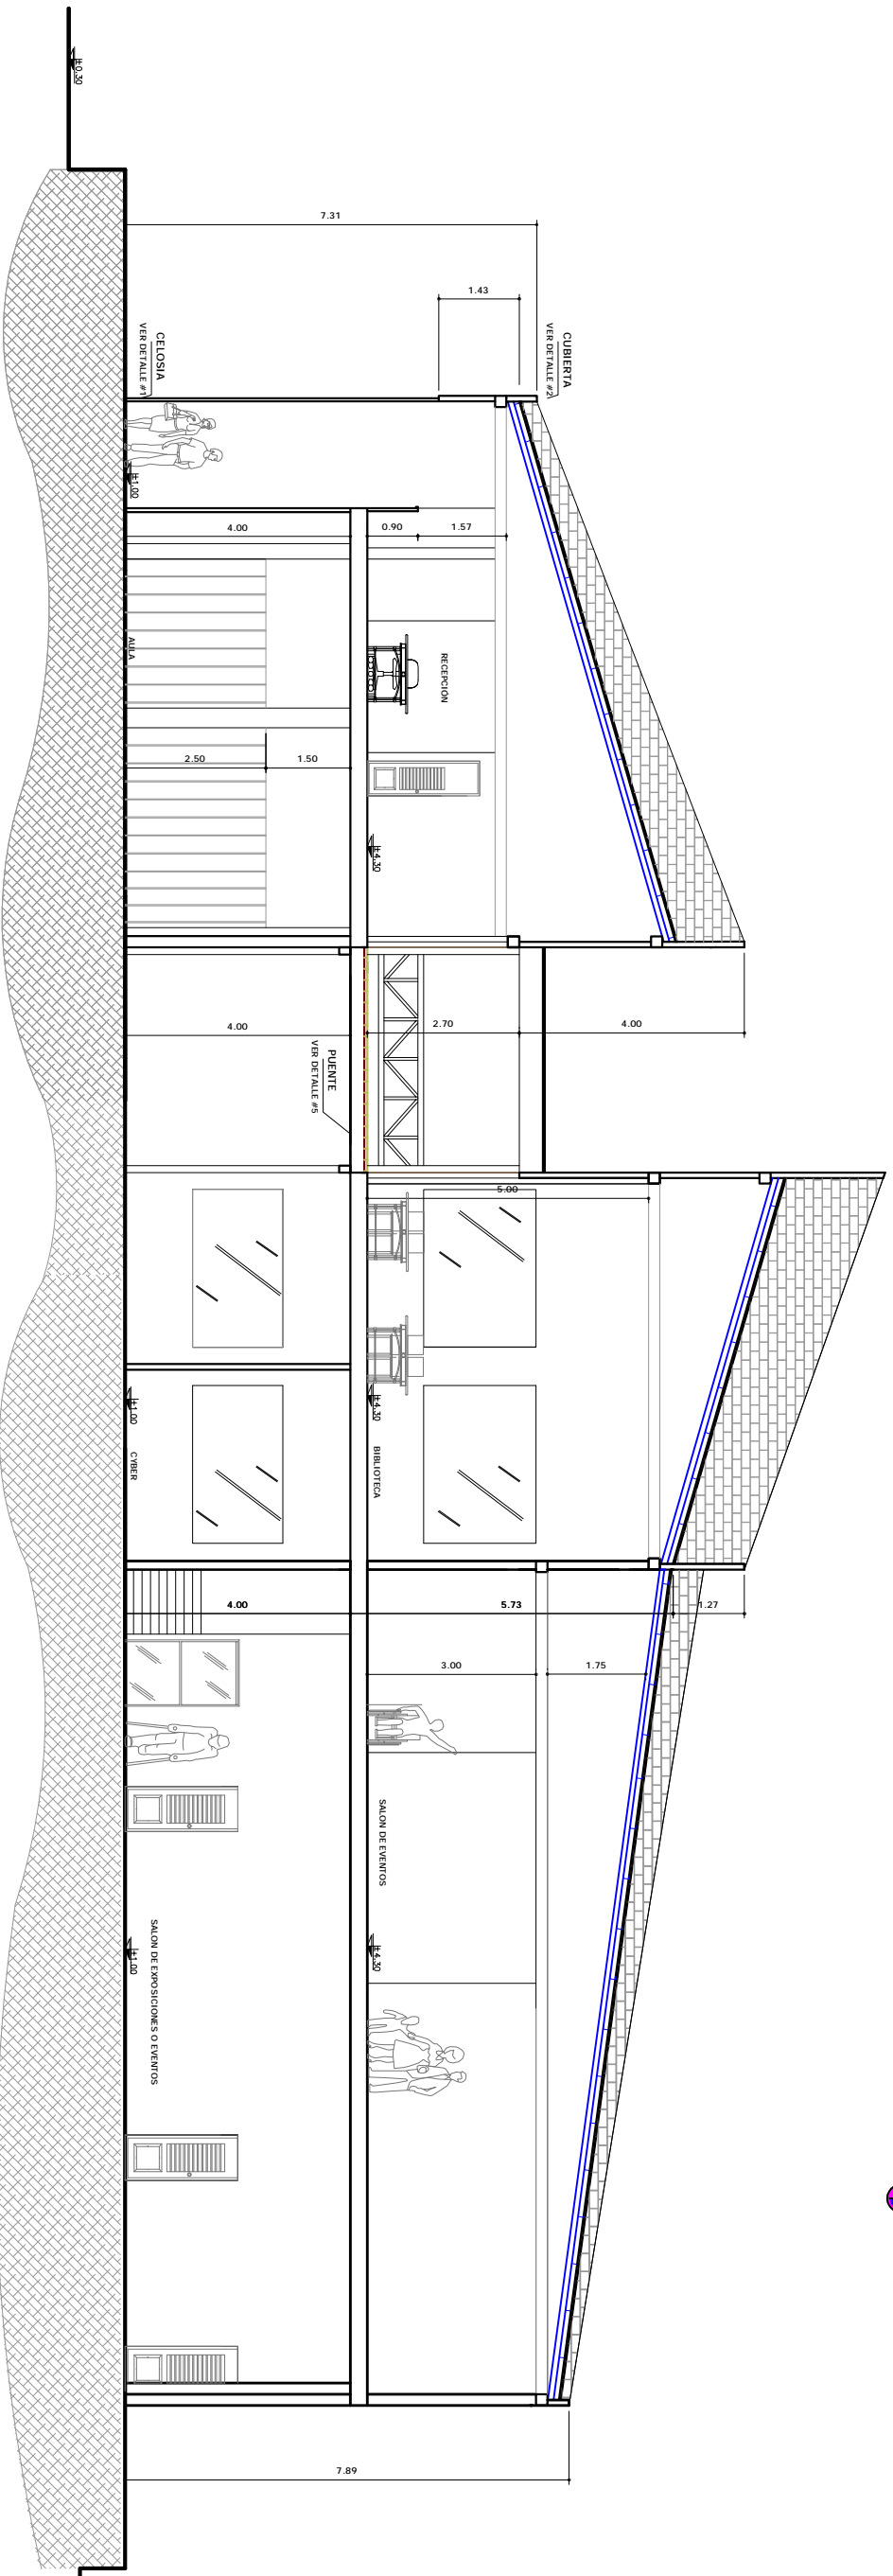 ±0.30
7.31
1.43
CUBIERTA
VER DETALLE #2
CELOSIA
VER DETALLE #1
±1.00
4.00
0.90
1.57
AULA
RECEPCIÓN
2.50
1.50
±4.30
4.00
2.70
4.00
PUENTE
VER DETALLE #5
5.00
±1.00
±4.30
CYBER
BIBLIOTECA
4.00
5.73
1.27
3.00
1.75
SALON DE EVENTOS
±4.30
±1.00
SALON DE EXPOSICIONES O EVENTOS
7.89